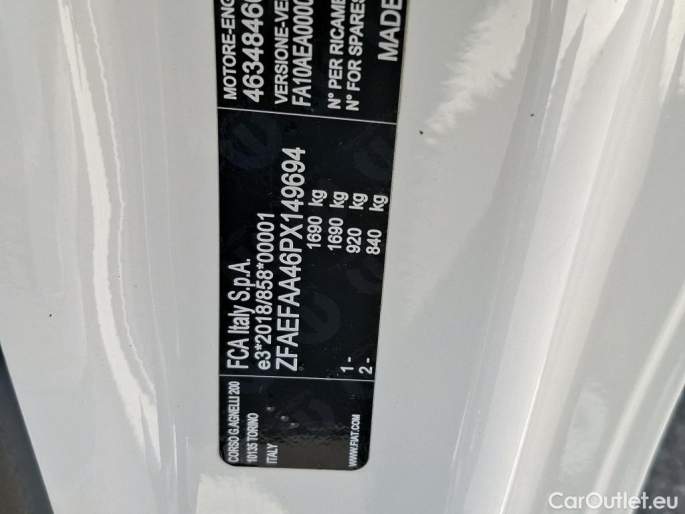 CORSO G.AGNELLI 200
10135 TORINO
ITALY
WWW.FIAT.COM
FCA Italy S.p.A.
e3*2018/858*00001
ZFAEFAA46PX149694
1690 kg
1690 kg
1 - 920 kg
2 - 840 kg
MOTORE-ENG
4634846
VERSIONE-VE
FA10AEA000
N° PER RICAMB
N° FOR SPARES
MADE
CarOutlet.eu